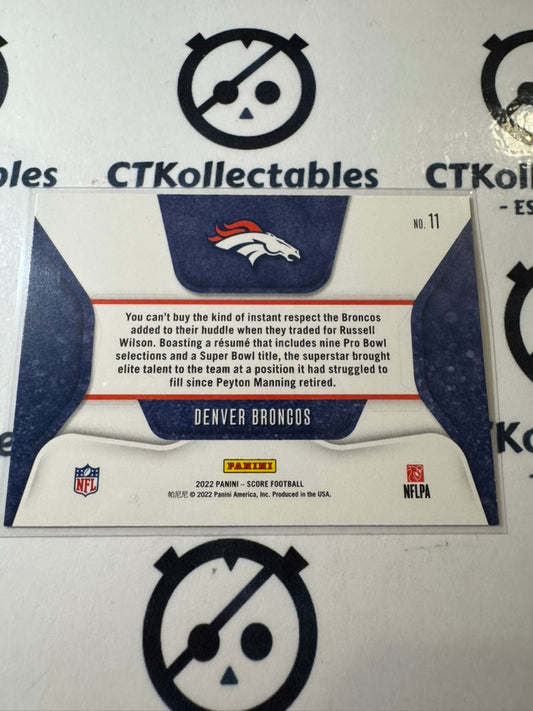 bles
CTKollectables
CTKol
- ES
NO. 11
You can't buy the kind of instant respect the Broncos
added to their huddle when they traded for Russell
Wilson. Boasting a résumé that includes nine Pro Bowl
selections and a Super Bowl title, the superstar brought
elite talent to the team at a position it had struggled to
fill since Peyton Manning retired.
DENVER BRONCOS
PANINI
NFL
2022 PANINI – SCORE FOOTBALL
帕尼尼 © 2022 Panini America, Inc. Produced in the USA.
NFLPA